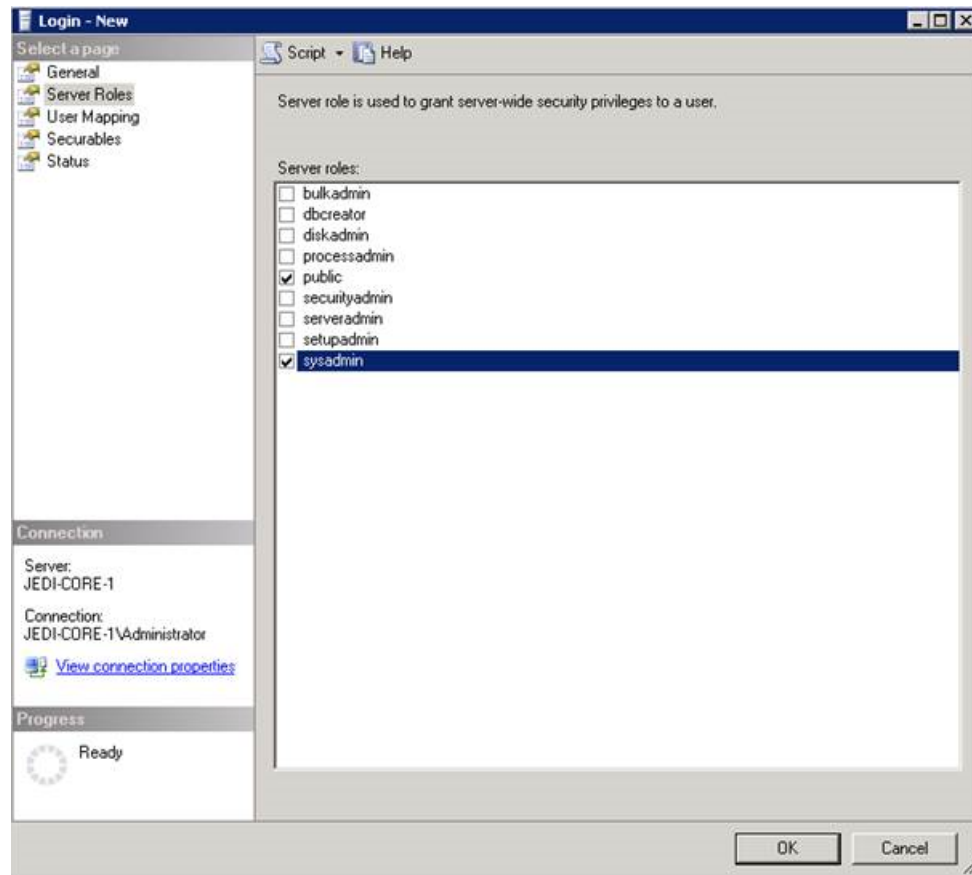 Login - New
Select a page
General
Server Roles
User Mapping
Securables
Status
Script Help
Server role is used to grant server-wide security privileges to a user.
Server roles:
bulkadmin
dbcreator
diskadmin
processadmin
public
securityadmin
serveradmin
setupadmin
sysadmin
Connection
Server:
JEDI-CORE-1
Connection:
JEDI-CORE-1\Administrator
View connection properties
Progress
Ready
OK Cancel